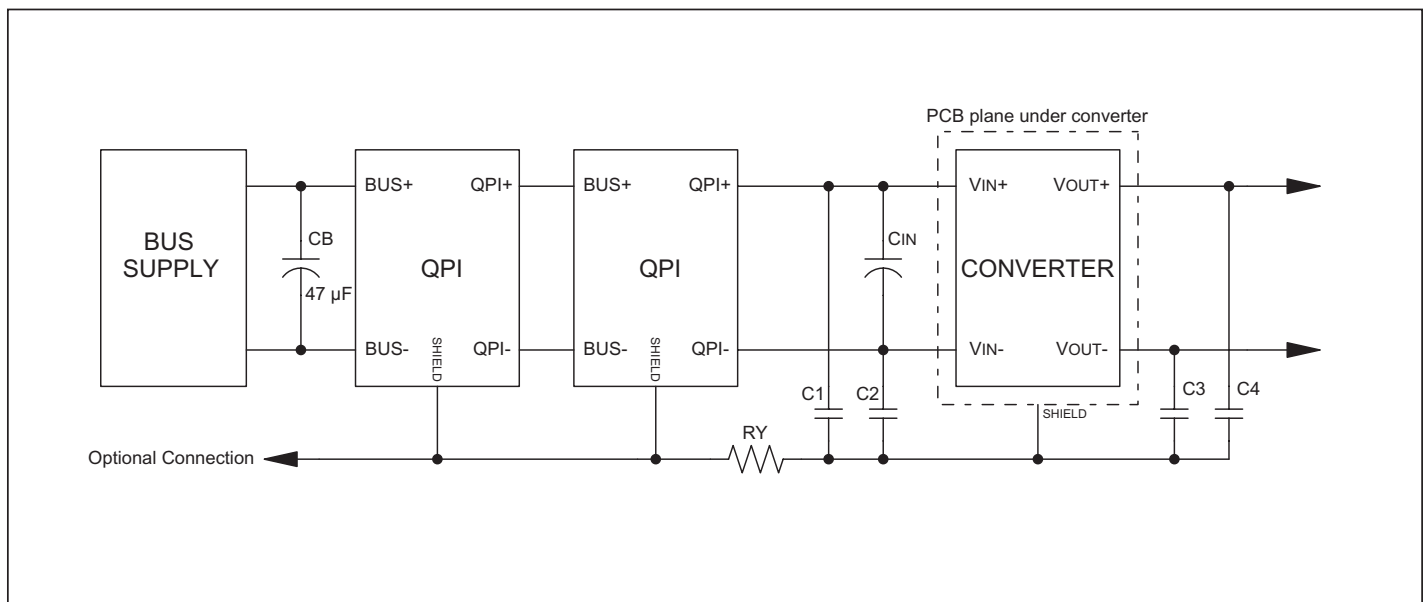 PCB plane under converter
BUS SUPPLY
CB
47 µF
BUS+
QPI+
QPI
BUS-
QPI-
SHIELD
BUS+
QPI+
QPI
BUS-
QPI-
SHIELD
CIN
C1
C2
VIN+
VOUT+
CONVERTER
VIN-
VOUT-
SHIELD
C3
C4
RY
Optional Connection